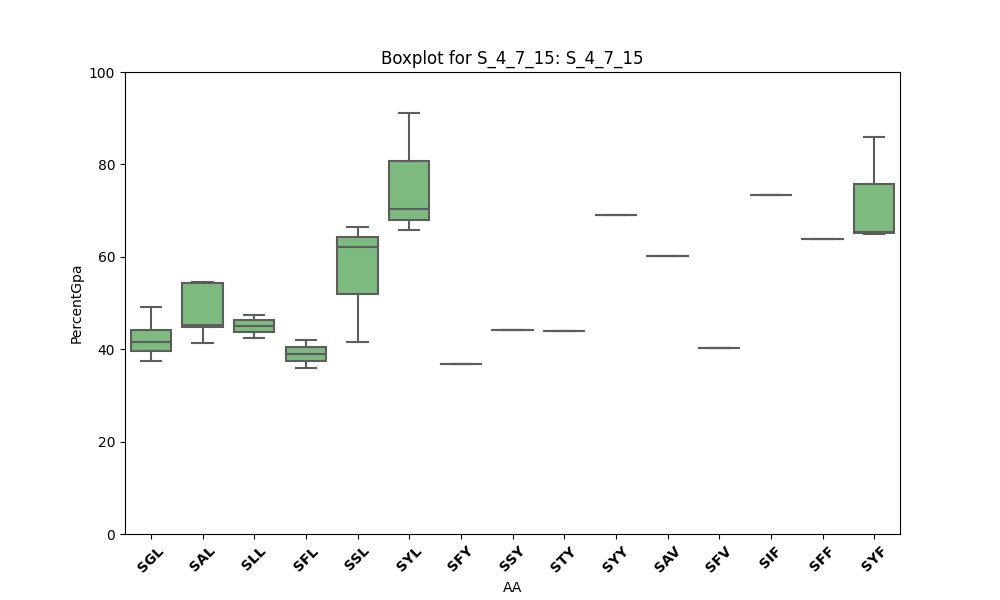 Boxplot for S_4_7_15: S_4_7_15
100
80
60
40
20
0
PercentGpa
SGL SAL SLL SFL SSL SYL SFY SSY STY SYY SAV SFV SIF SFF SYF
AA